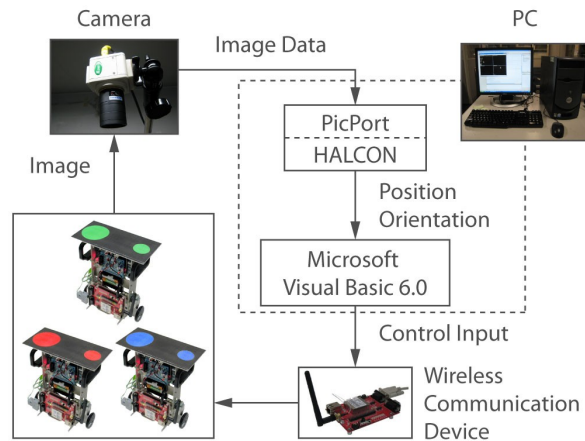 Camera
PC
Image Data
PicPort
HALCON
Image
Position
Orientation
Microsoft
Visual Basic 6.0
Control Input
Wireless
Communication
Device